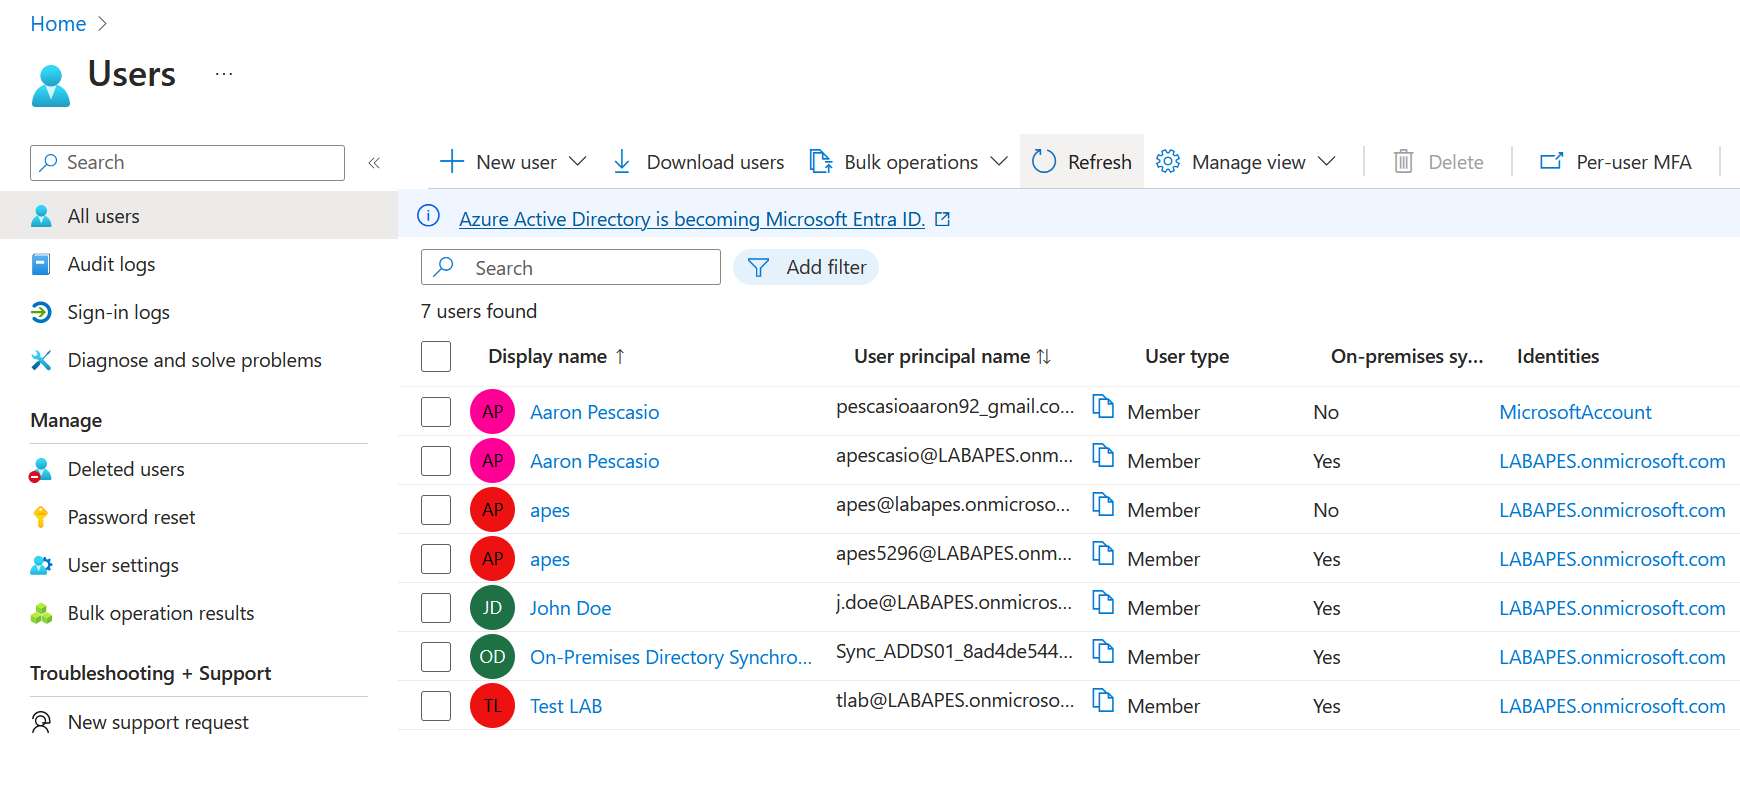 Home
Users ...
Search
New user
Download users
Bulk operations
Refresh
Manage view
Delete
Per-user MFA
All users
Audit logs
Sign-in logs
Diagnose and solve problems
Manage
Deleted users
Password reset
User settings
Bulk operation results
Troubleshooting + Support
New support request
Azure Active Directory is becoming Microsoft Entra ID.
Search
Add filter
7 users found
Display name ↑ User principal name ↑↓ User type On-premises sy... Identities
AP Aaron Pescasio pescasioaaron92_gmail.co... Member No MicrosoftAccount
AP Aaron Pescasio apescasio@LABAPES.onm... Member Yes LABAPES.onmicrosoft.com
AP apes apes@labapes.onmicroso... Member No LABAPES.onmicrosoft.com
AP apes apes5296@LABAPES.onm... Member Yes LABAPES.onmicrosoft.com
JD John Doe j.doe@LABAPES.onmicros... Member Yes LABAPES.onmicrosoft.com
OD On-Premises Directory Synchro... Sync_ADDS01_8ad4de544... Member Yes LABAPES.onmicrosoft.com
TL Test LAB tlab@LABAPES.onmicroso... Member Yes LABAPES.onmicrosoft.com